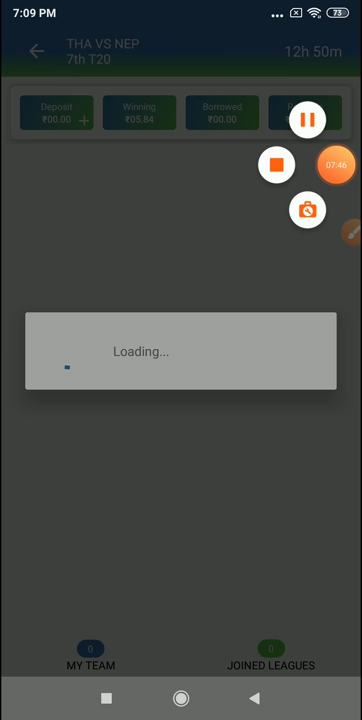 7:09 PM
73
THA VS NEP
7th T20
12h 50m
Deposit
₹00.00 +
Winning
₹05.84
Borrowed
₹00.00
07:46
Loading...
0
MY TEAM
0
JOINED LEAGUES